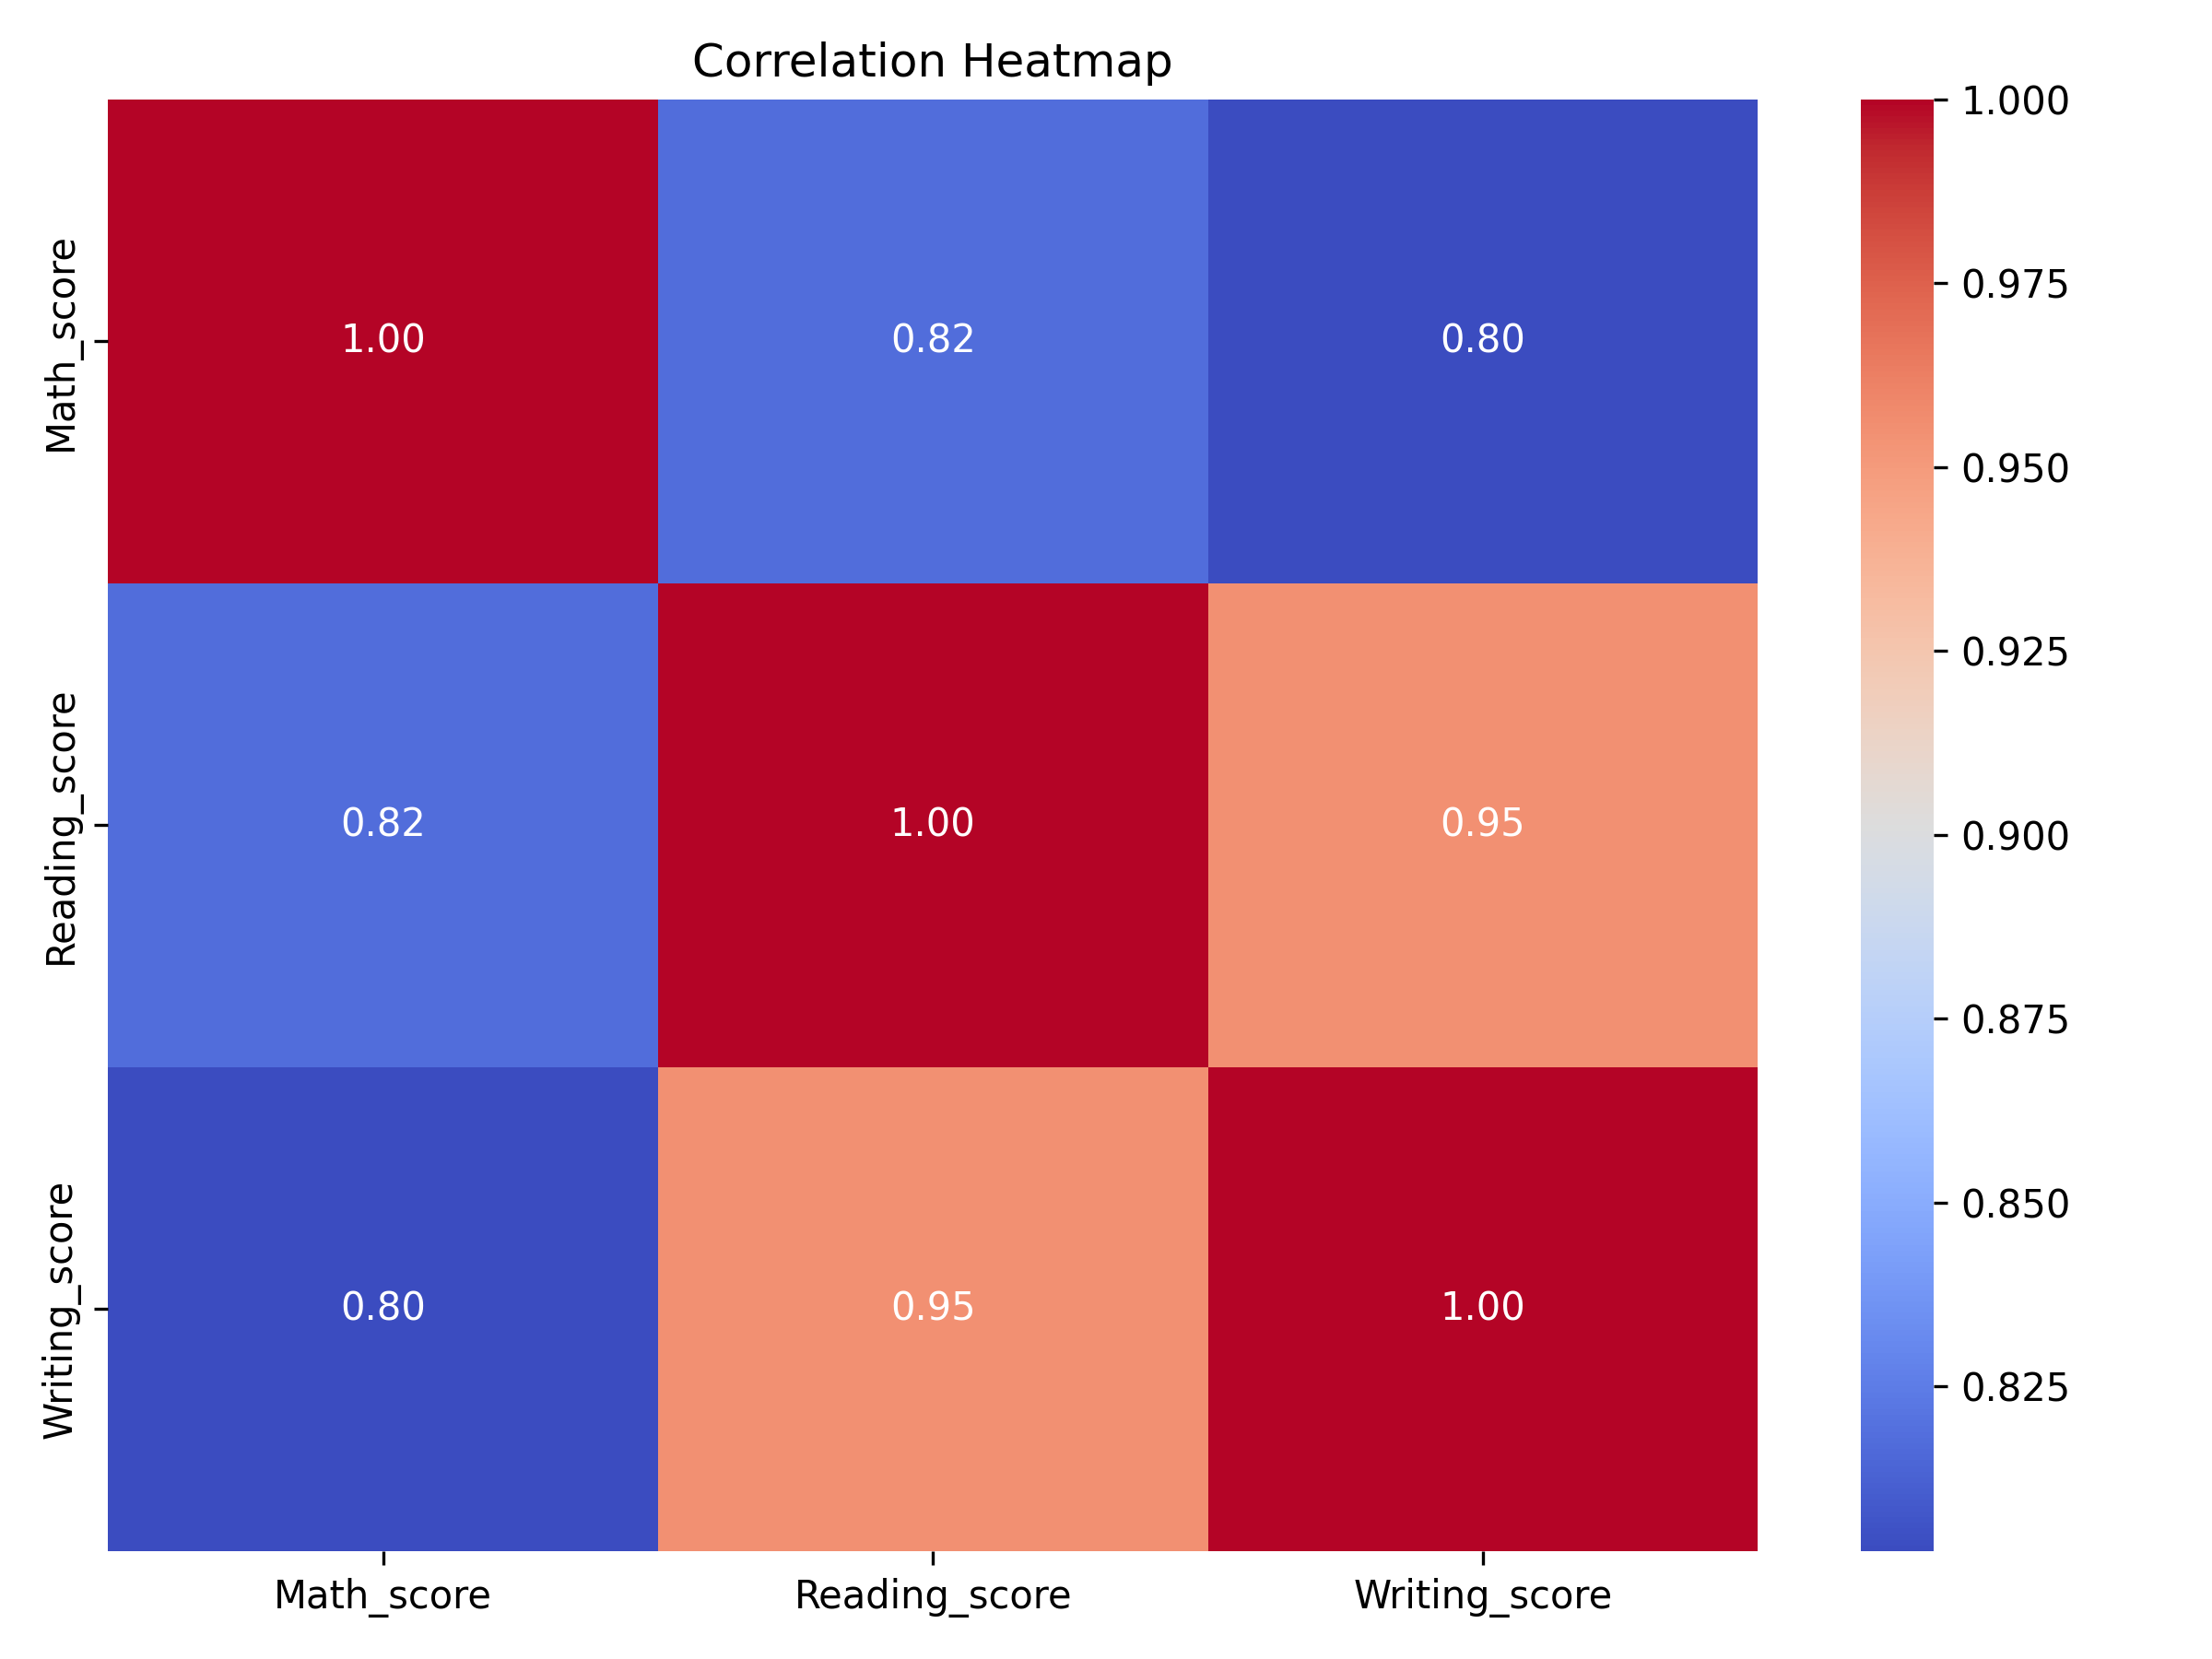 Correlation Heatmap
Math_score
Reading_score
Writing_score
1.00 0.82 0.80
0.82 1.00 0.95
0.80 0.95 1.00
Math_score Reading_score Writing_score
1.000
0.975
0.950
0.925
0.900
0.875
0.850
0.825